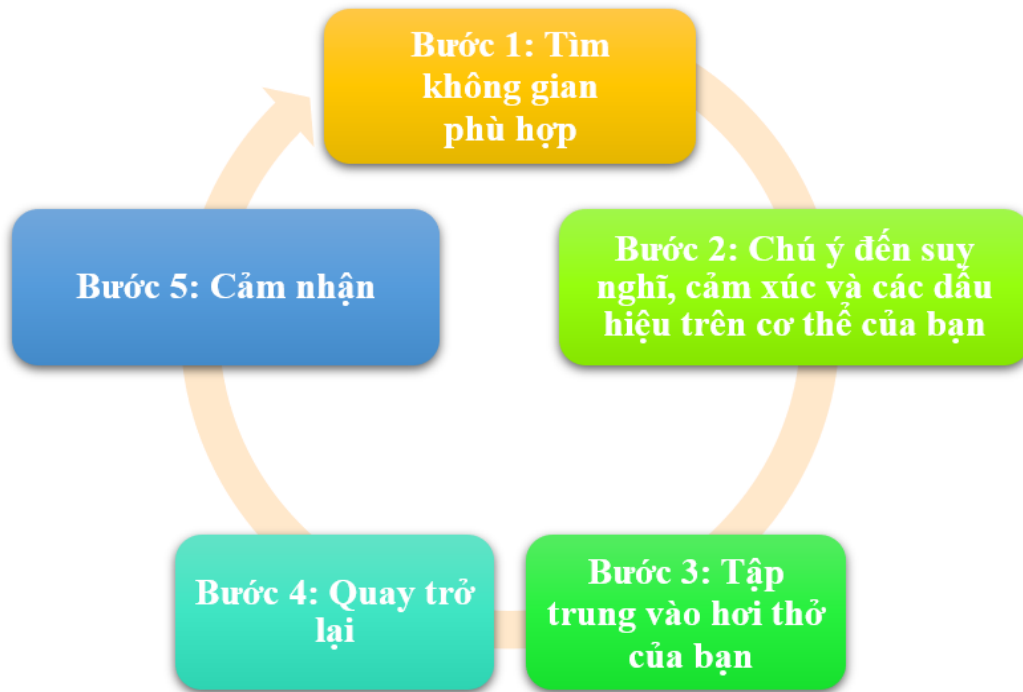 Bước 1: Tìm
không gian
phù hợp
Bước 2: Chú ý đến suy
nghĩ, cảm xúc và các dấu
hiệu trên cơ thể của bạn
Bước 3: Tập
trung vào hơi thở
của bạn
Bước 4: Quay trở
lại
Bước 5: Cảm nhận